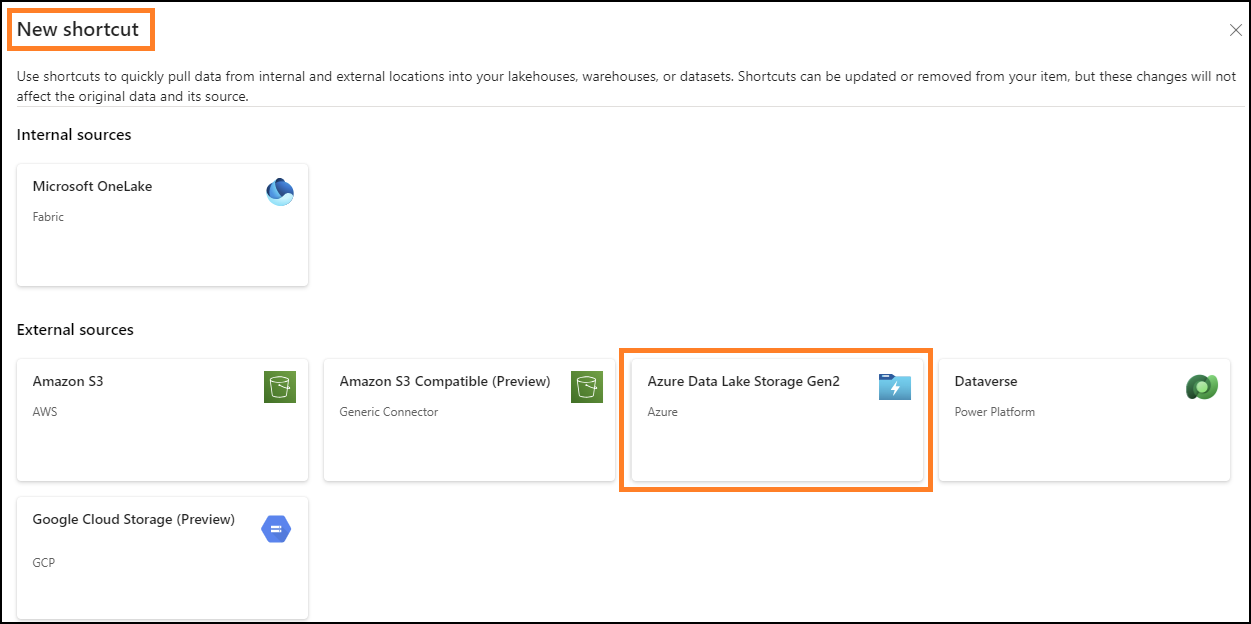 New shortcut
Use shortcuts to quickly pull data from internal and external locations into your lakehouses, warehouses, or datasets. Shortcuts can be updated or removed from your item, but these changes will not
affect the original data and its source.
Internal sources
Microsoft OneLake
Fabric
External sources
Amazon S3
AWS
Amazon S3 Compatible (Preview)
Generic Connector
Azure Data Lake Storage Gen2
Azure
Dataverse
Power Platform
Google Cloud Storage (Preview)
GCP